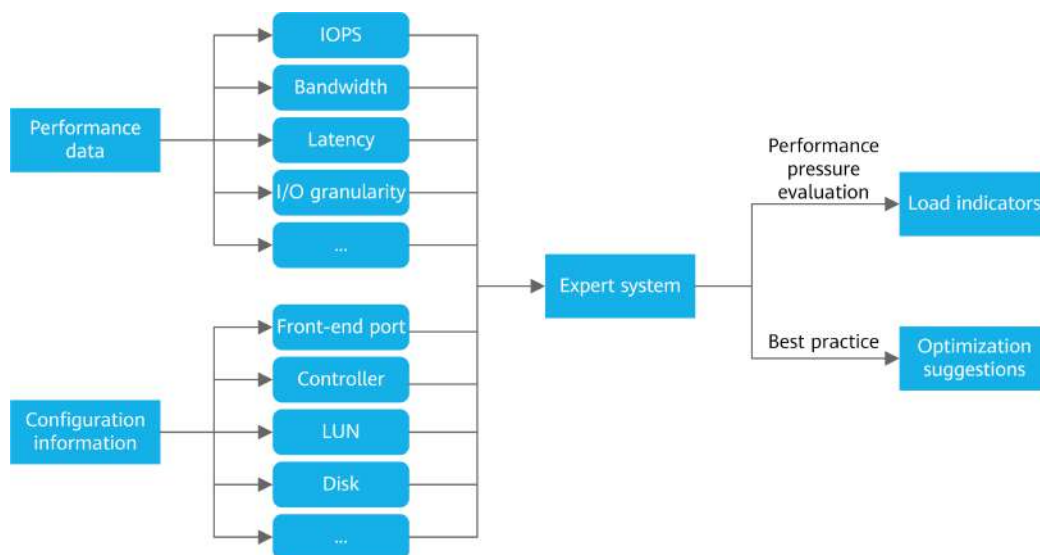 IOPS
Bandwidth
Performance
data
Latency
I/O granularity
...
Performance
pressure
evaluation
Load indicators
Expert system
Front-end port
Controller
Best practice
Optimization
suggestions
Configuration
information
LUN
Disk
...